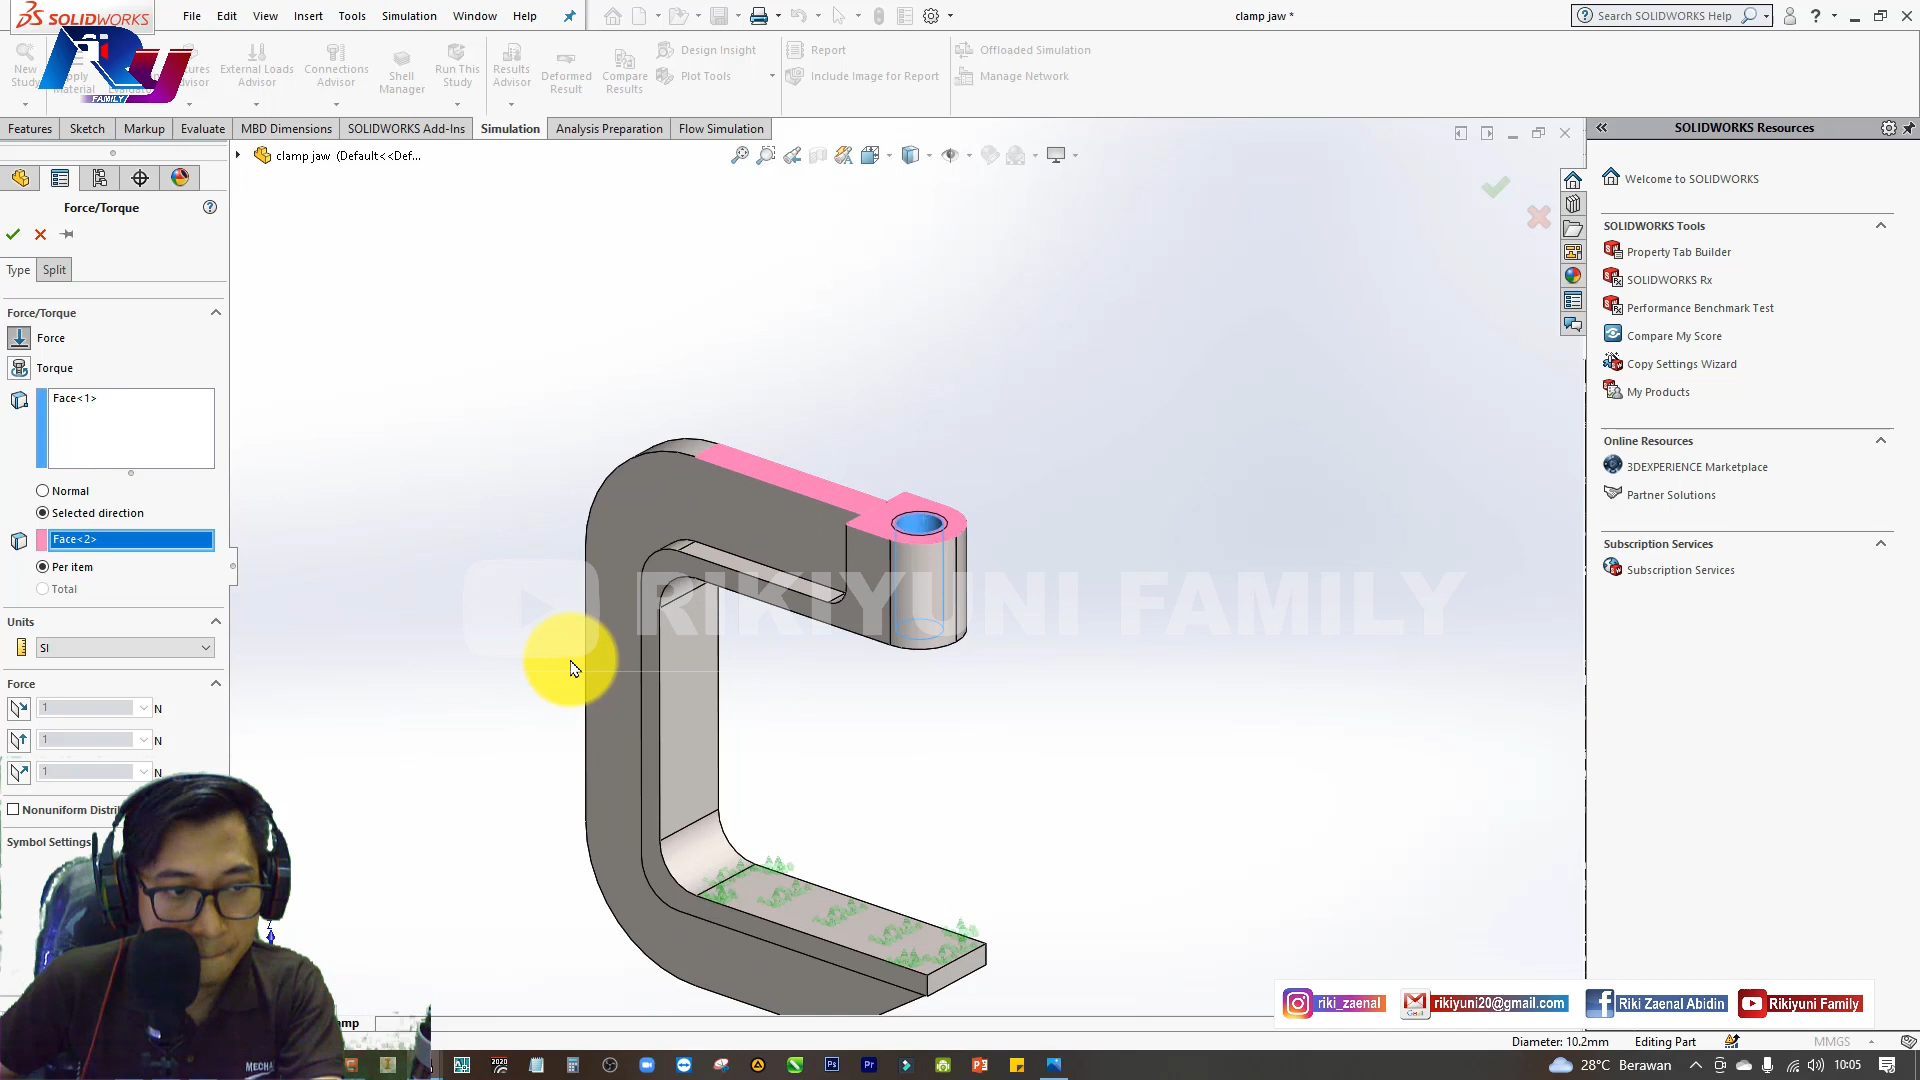 SOLIDWORKS
File Edit View Insert Tools Simulation Window Help
clamp jaw *
Search SOLIDWORKS Help
RY
FAMILY
New Study
External Loads Advisor
Connections Advisor
Shell Manager
Run This Study
Results Advisor
Deformed Result
Compare Results
Design Insight
Plot Tools
Report
Include Image for Report
Offloaded Simulation
Manage Network
Features Sketch Markup Evaluate MBD Dimensions SOLIDWORKS Add-Ins Simulation Analysis Preparation Flow Simulation
clamp jaw (Default<<Def...
Force/Torque
Type Split
Force/Torque
Force
Torque
Face<1>
Normal
Selected direction
Face<2>
Per item
Total
Units
SI
Force
1 N
1 N
1 N
Nonuniform Distri
Symbol Settings
RIKIYUNI FAMILY
SOLIDWORKS Resources
Welcome to SOLIDWORKS
SOLIDWORKS Tools
Property Tab Builder
SOLIDWORKS Rx
Performance Benchmark Test
Compare My Score
Copy Settings Wizard
My Products
Online Resources
3DEXPERIENCE Marketplace
Partner Solutions
Subscription Services
Subscription Services
riki_zaenal
rikiyuni20@gmail.com
Riki Zaenal Abidin
Rikiyuni Family
Diameter: 10.2mm Editing Part MMGS
28°C Berawan 10:05